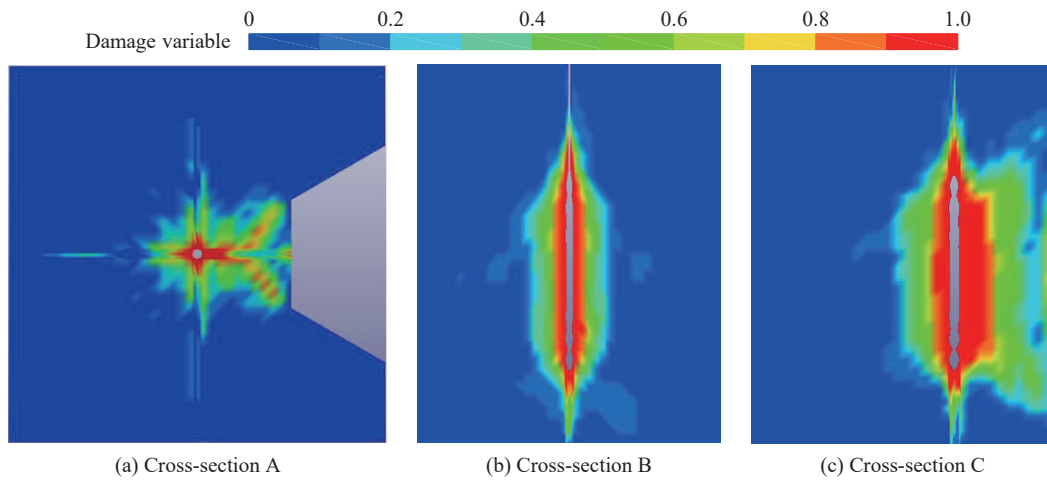 0 0.2 0.4 0.6 0.8 1.0
Damage variable
(a) Cross-section A
(b) Cross-section B
(c) Cross-section C